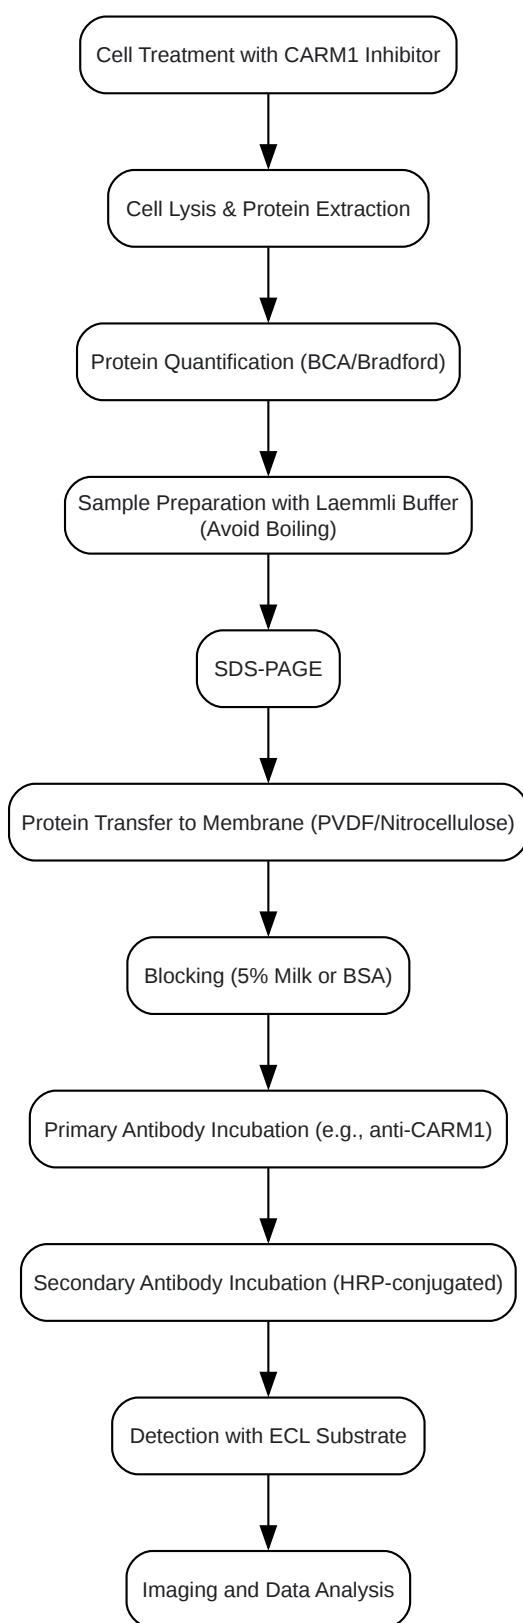 Cell Treatment with CARM1 Inhibitor
Cell Lysis & Protein Extraction
Protein Quantification (BCA/Bradford)
Sample Preparation with Laemmli Buffer
(Avoid Boiling)
SDS-PAGE
Protein Transfer to Membrane (PVDF/Nitrocellulose)
Blocking (5% Milk or BSA)
Primary Antibody Incubation (e.g., anti-CARM1)
Secondary Antibody Incubation (HRP-conjugated)
Detection with ECL Substrate
Imaging and Data Analysis